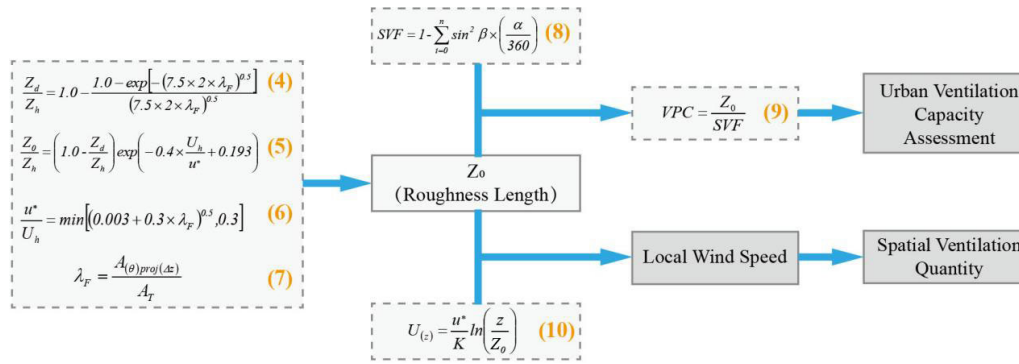 SVF = 1 - \sum_{i=0}^{n} sin^2 β × (α/360) (8)
Z_d/Z_h = 1.0 - (1.0 - exp[-(7.5 × 2 × λ_F)^{0.5}])/(7.5 × 2 × λ_F)^{0.5} (4)
Z_0/Z_h = (1.0 - Z_d/Z_h) exp(-0.4 × U_h/u* + 0.193) (5)
u*/U_h = min[(0.003 + 0.3 × λ_F)^{0.5}, 0.3] (6)
λ_F = A_{(θ)proj(Δz)}/A_T (7)
Z₀
(Roughness Length)
VPC = Z_0/SVF (9)
Urban Ventilation
Capacity
Assessment
Local Wind Speed
Spatial Ventilation
Quantity
U_{(z)} = u*/K ln(z/Z_0) (10)